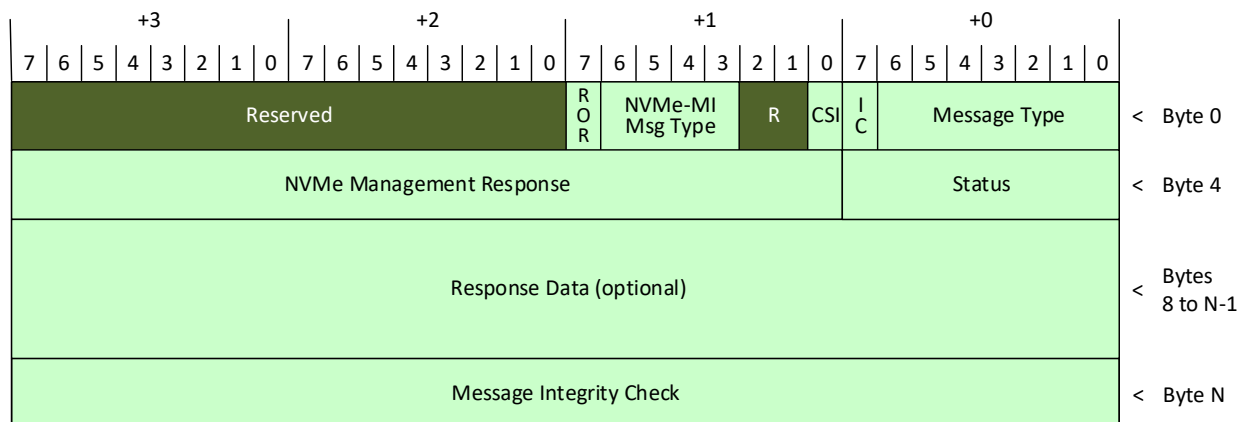 +3 +2 +1 +0
7 6 5 4 3 2 1 0 7 6 5 4 3 2 1 0 7 6 5 4 3 2 1 0 7 6 5 4 3 2 1 0
Reserved
R
O
R
NVMe-MI
Msg Type
R
CSI
I
C
Message Type
< Byte 0
NVMe Management Response
Status
< Byte 4
Response Data (optional)
< Bytes
8 to N-1
Message Integrity Check
< Byte N